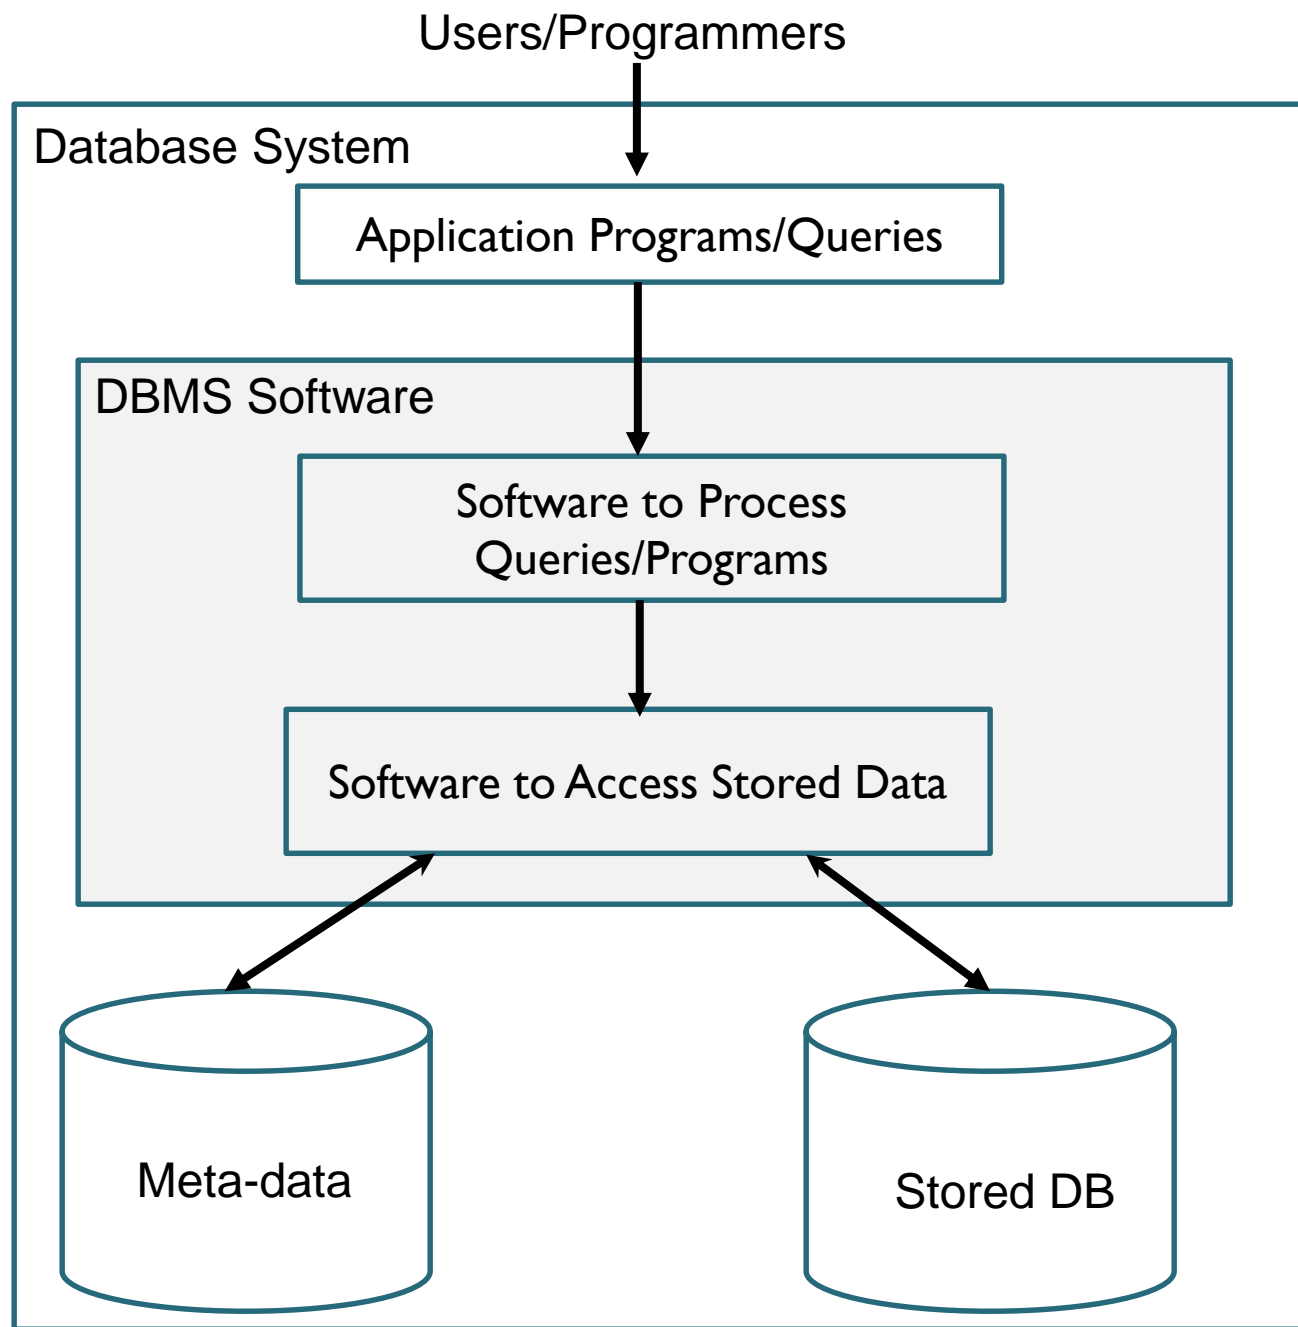 Users/Programmers
Database System
Application Programs/Queries
DBMS Software
Software to Process
Queries/Programs
Software to Access Stored Data
Meta-data
Stored DB